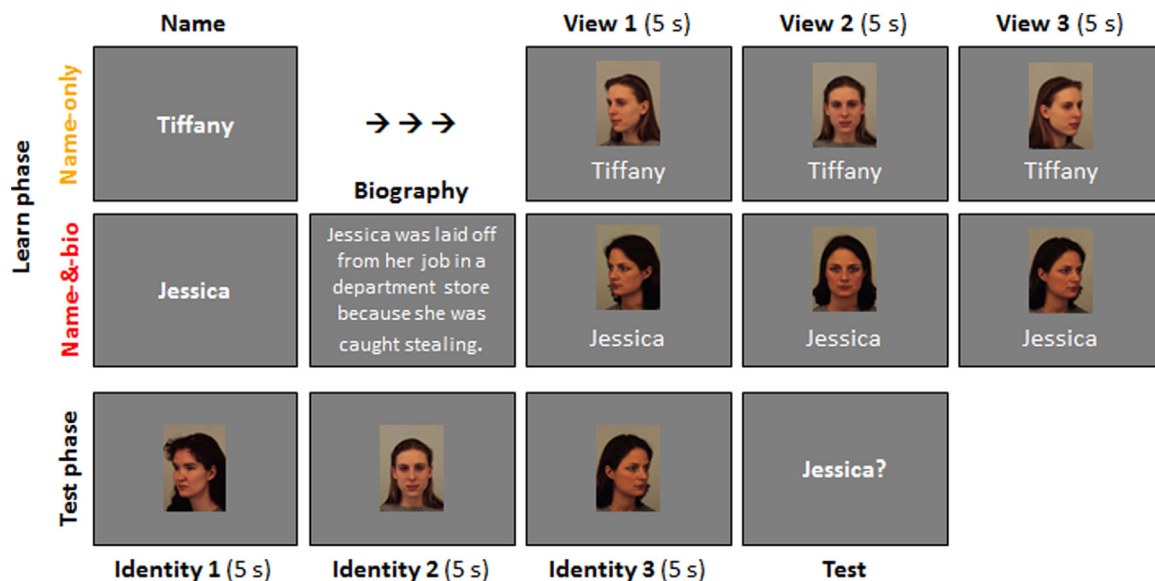 Name
View 1 (5 s)
View 2 (5 s)
View 3 (5 s)
Learn phase
Name-only
Tiffany
→ → →
Tiffany
Tiffany
Tiffany
Biography
Name-&-bio
Jessica
Jessica was laid off
from her job in a
department store
because she was
caught stealing.
Jessica
Jessica
Jessica
Test phase
Jessica?
Identity 1 (5 s)
Identity 2 (5 s)
Identity 3 (5 s)
Test